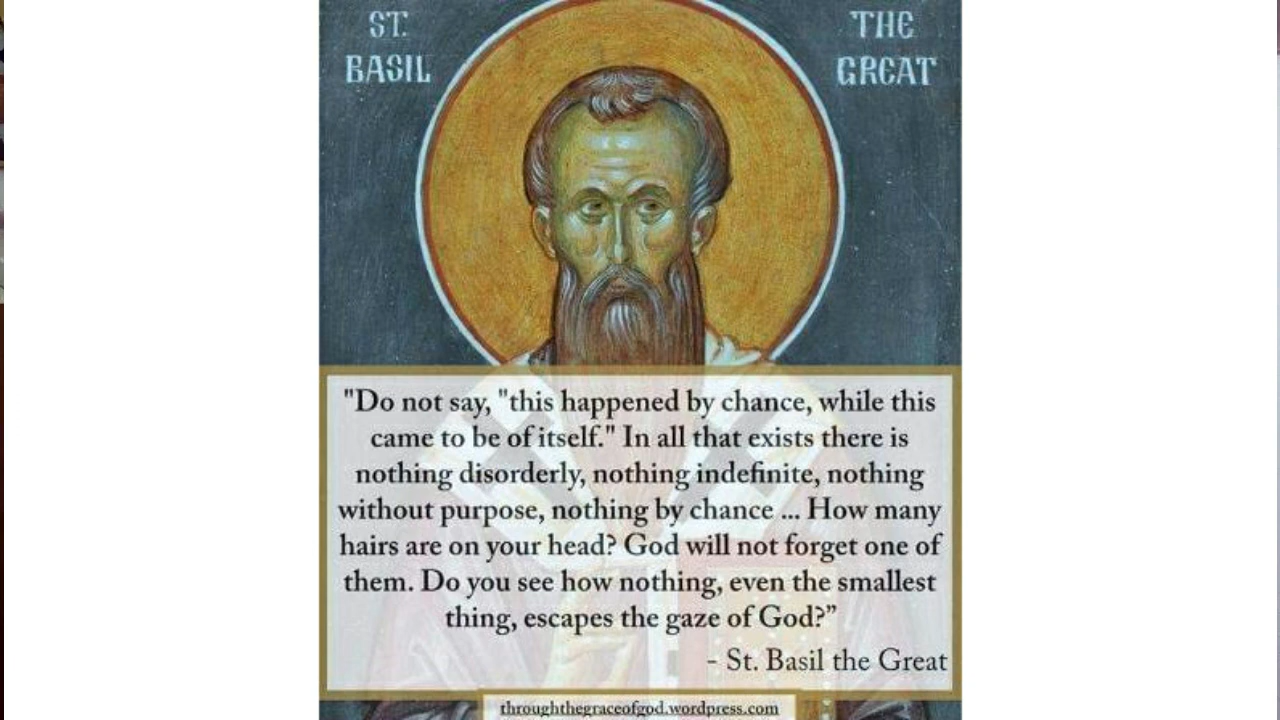 ST. THE
BASIL GREAT
"Do not say, "this happened by chance, while this
came to be of itself." In all that exists there is
nothing disorderly, nothing indefinite, nothing
without purpose, nothing by chance ... How many
hairs are on your head? God will not forget one of
them. Do you see how nothing, even the smallest
thing, escapes the gaze of God?”
- St. Basil the Great
throughthegraceofgod.wordpress.com